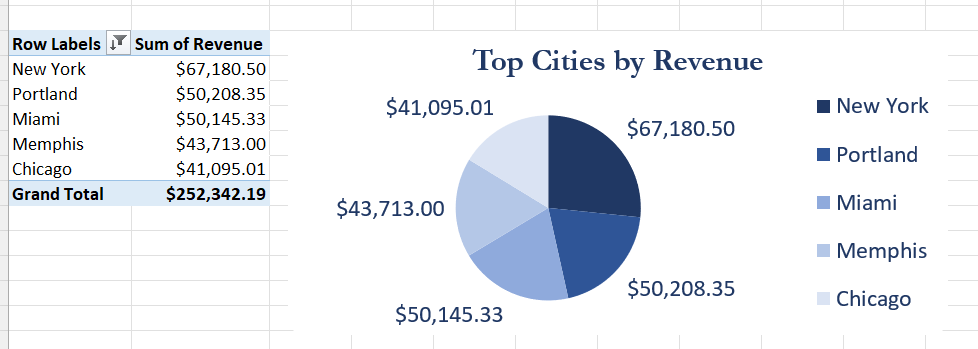 Row Labels Sum of Revenue
New York $67,180.50
Portland $50,208.35
Miami $50,145.33
Memphis $43,713.00
Chicago $41,095.01
Grand Total $252,342.19
Top Cities by Revenue
$41,095.01
$67,180.50
$43,713.00
$50,208.35
$50,145.33
New York
Portland
Miami
Memphis
Chicago